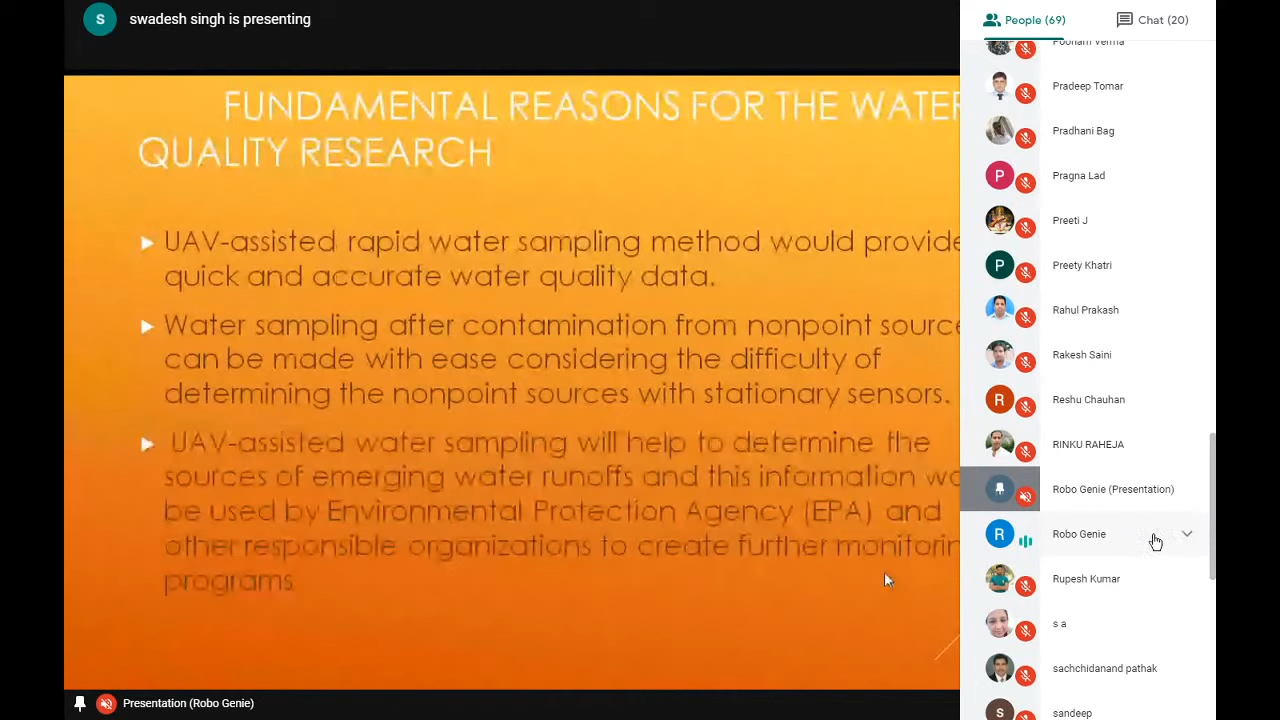 S
swadesh singh is presenting
FUNDAMENTAL REASONS FOR THE WATER
QUALITY RESEARCH
UAV-assisted rapid water sampling method would provide
quick and accurate water quality data.
Water sampling after contamination from nonpoint source
can be made with ease considering the difficulty of
determining the nonpoint sources with stationary sensors.
UAV-assisted water sampling will help to determine the
sources of emerging water runoffs and this information
be used by Environmental Protection Agency (EPA) and
other responsible organizations to create further
programs
Presentation (Robo Genie)
People (69)
Chat (20)
Poonam Verma
Pradeep Tomar
Pradhani Bag
P
Pragna Lad
Preeti J
P
Preety Khatri
Rahul Prakash
Rakesh Saini
R
Reshu Chauhan
RINKU RAHEJA
Robo Genie (Presentation)
R
Robo Genie
Rupesh Kumar
s a
sachchidanand pathak
S
sandeep